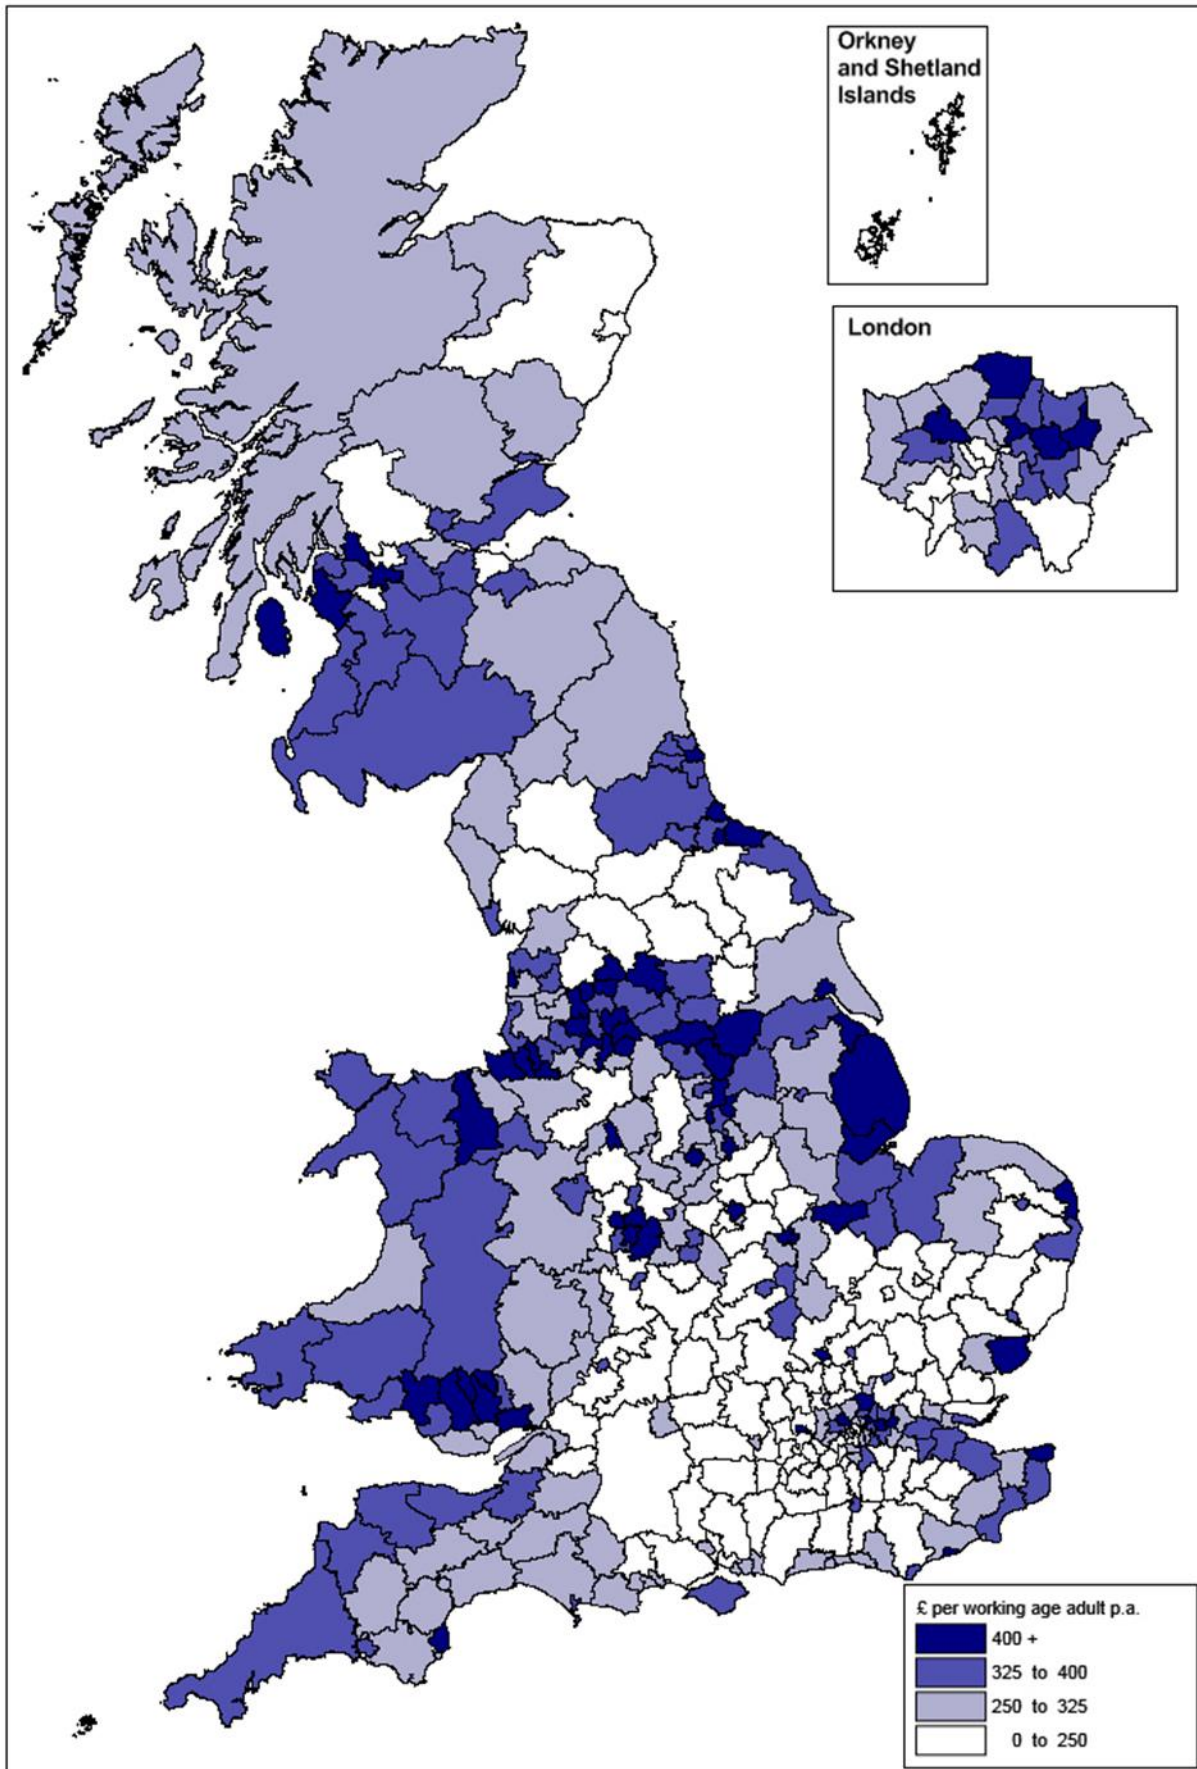 Orkney
and Shetland
Islands
London
£ per working age adult p.a.
400 +
325 to 400
250 to 325
0 to 250